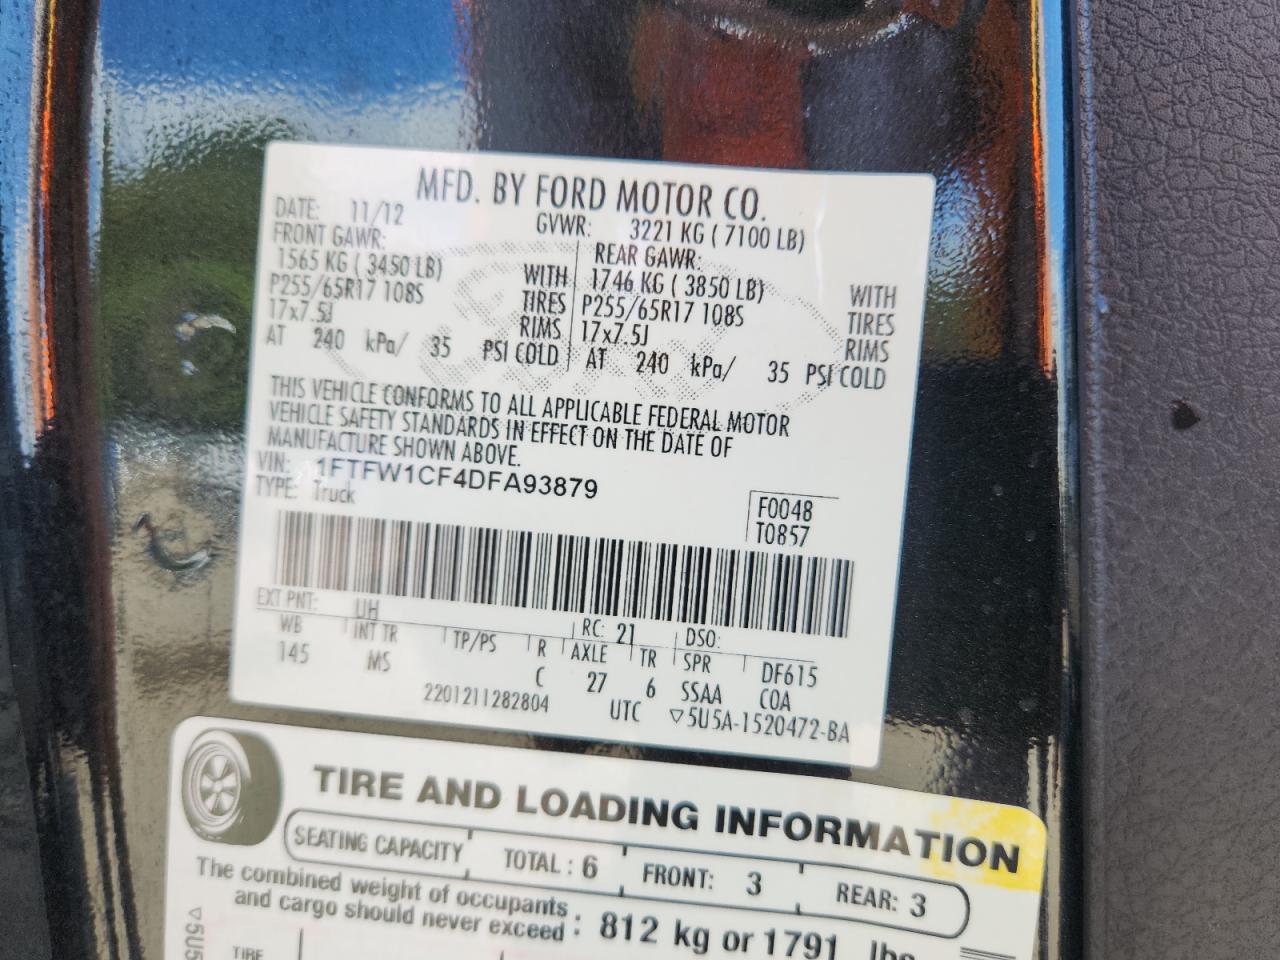 MFD. BY FORD MOTOR CO.
DATE: 11/12 GVWR: 3221 KG ( 7100 LB)
FRONT GAWR: REAR GAWR:
1565 KG ( 3450 LB) WITH 1746 KG ( 3850 LB) WITH
P255/65R17 108S TIRES P255/65R17 108S TIRES
17x7.5J RIMS 17x7.5J RIMS
AT 240 kPa/ 35 PSI COLD AT 240 kPa/ 35 PSI COLD
THIS VEHICLE CONFORMS TO ALL APPLICABLE FEDERAL MOTOR
VEHICLE SAFETY STANDARDS IN EFFECT ON THE DATE OF
MANUFACTURE SHOWN ABOVE.
VIN: 1FTFW1CF4DFA93879
TYPE: Truck
F0048
T0857
EXT PNT: UH RC: 21 DSO:
WB INT TR TP/PS R AXLE TR SPR DF615
145 MS C 27 6 SSAA COA
2201211282804 UTC ▽5U5A-1520472-BA
TIRE AND LOADING INFORMATION
SEATING CAPACITY TOTAL : 6 FRONT: 3 REAR: 3
The combined weight of occupants
and cargo should never exceed : 812 kg or 1791 lbs
▽5U5
TIRE